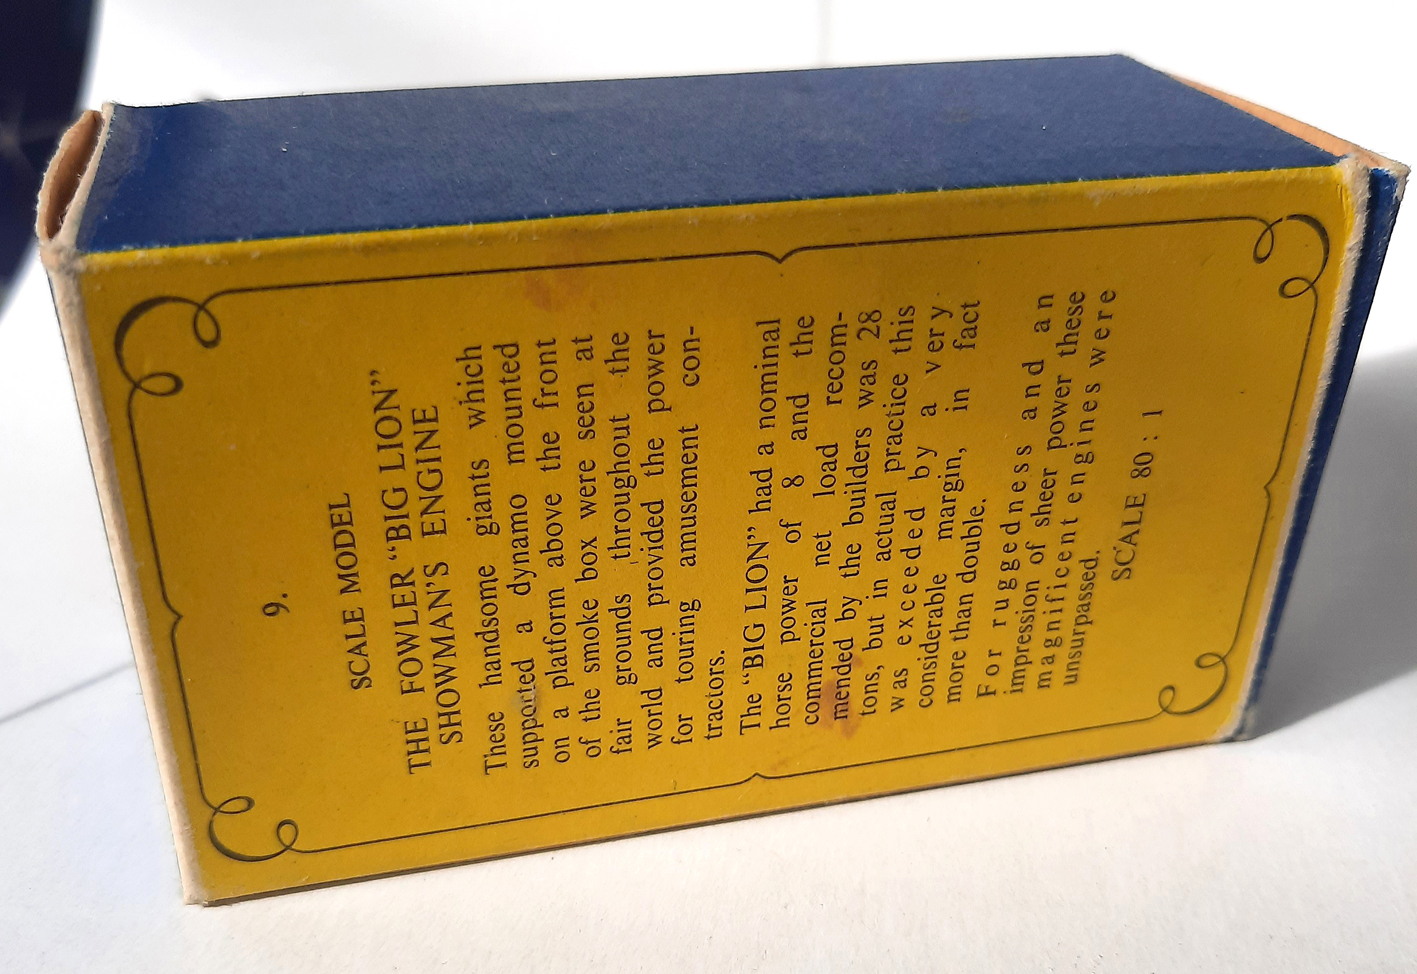 9.
SCALE MODEL
THE FOWLER “BIG LION”
SHOWMAN’S ENGINE
These handsome giants which
supported a dynamo mounted
on a platform above the front
of the smoke box were seen at
fair grounds throughout the
world and provided the power
for touring amusement con-
tractors.
The “BIG LION” had a nominal
horse power of 8 and the
commercial net load recom-
mended by the builders was 28
tons, but in actual practice this
was exceeded by a very
considerable margin, in fact
more than double.
For ruggedness and an
impression of sheer power these
magnificent engines were
unsurpassed.
SCALE 80 : 1